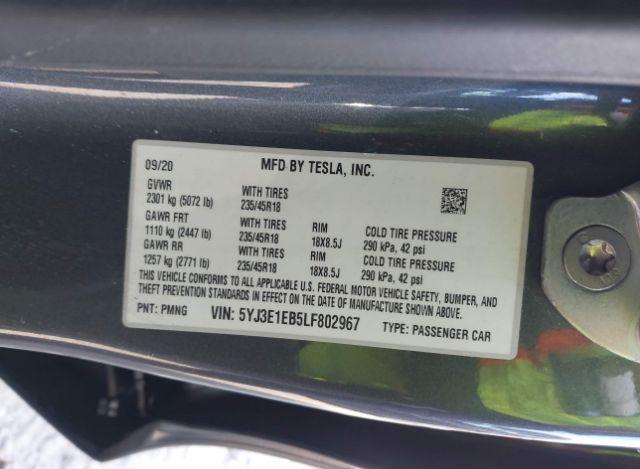 09/20 MFD BY TESLA, INC.
GVWR WITH TIRES
2301 kg (5072 lb) 235/45R18
GAWR FRT WITH TIRES RIM COLD TIRE PRESSURE
1110 kg (2447 lb) 235/45R18 18X8.5J 290 kPa, 42 psi
GAWR RR WITH TIRES RIM COLD TIRE PRESSURE
1257 kg (2771 lb) 235/45R18 18X8.5J 290 kPa, 42 psi
THIS VEHICLE CONFORMS TO ALL APPLICABLE U.S. FEDERAL MOTOR VEHICLE SAFETY, BUMPER, AND
THEFT PREVENTION STANDARDS IN EFFECT ON THE DATE OF MANUFACTURE SHOWN ABOVE.
PNT: PMNG VIN: 5YJ3E1EB5LF802967 TYPE: PASSENGER CAR